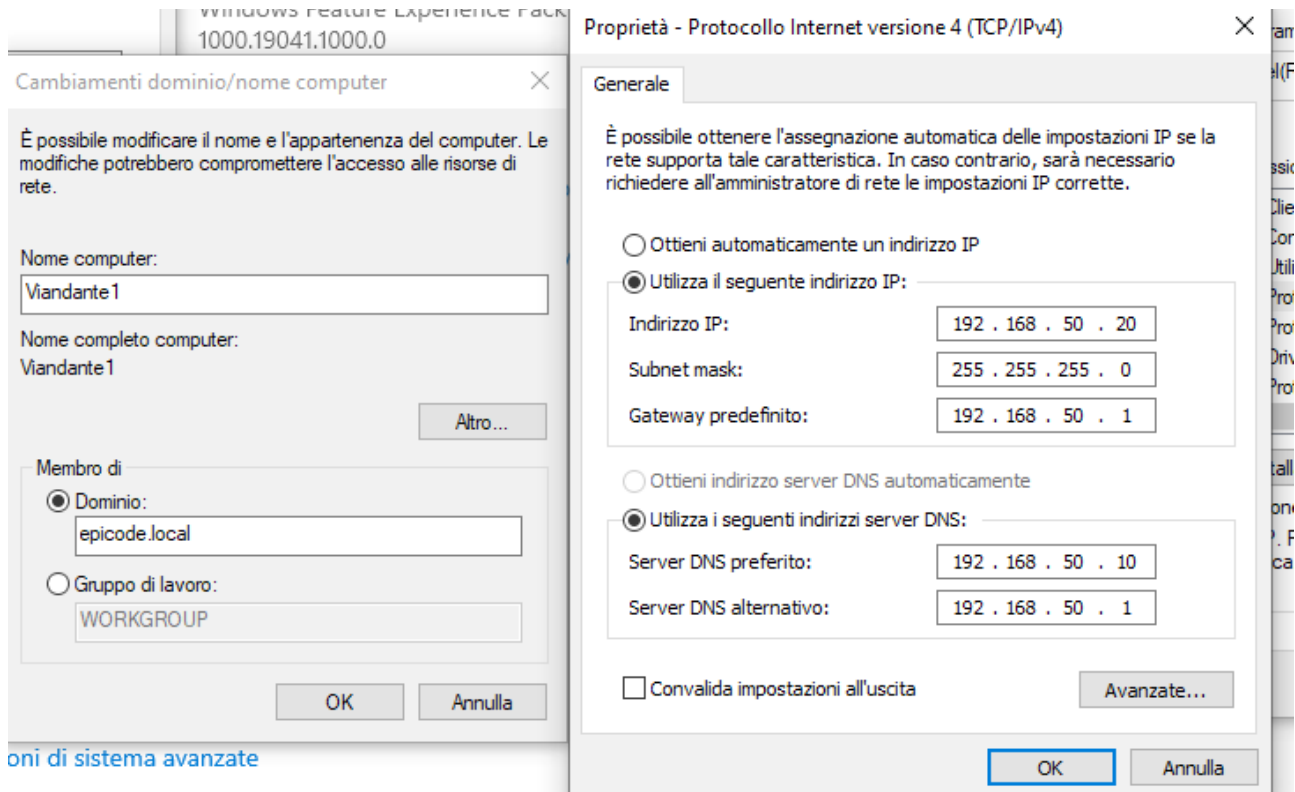 Windows Feature Experience Pack
1000.19041.1000.0
Cambiamenti dominio/nome computer
È possibile modificare il nome e l'appartenenza del computer. Le
modifiche potrebbero compromettere l'accesso alle risorse di
rete.
Nome computer:
Viandante1
Nome completo computer:
Viandante1
Altro...
Membro di
Dominio:
epicode.local
Gruppo di lavoro:
WORKGROUP
OK Annulla
oni di sistema avanzate
Proprietà - Protocollo Internet versione 4 (TCP/IPv4)
Generale
È possibile ottenere l'assegnazione automatica delle impostazioni IP se la
rete supporta tale caratteristica. In caso contrario, sarà necessario
richiedere all'amministratore di rete le impostazioni IP corrette.
Ottieni automaticamente un indirizzo IP
Utilizza il seguente indirizzo IP:
Indirizzo IP: 192 . 168 . 50 . 20
Subnet mask: 255 . 255 . 255 . 0
Gateway predefinito: 192 . 168 . 50 . 1
Ottieni indirizzo server DNS automaticamente
Utilizza i seguenti indirizzi server DNS:
Server DNS preferito: 192 . 168 . 50 . 10
Server DNS alternativo: 192 . 168 . 50 . 1
Convalida impostazioni all'uscita
Avanzate...
OK Annulla